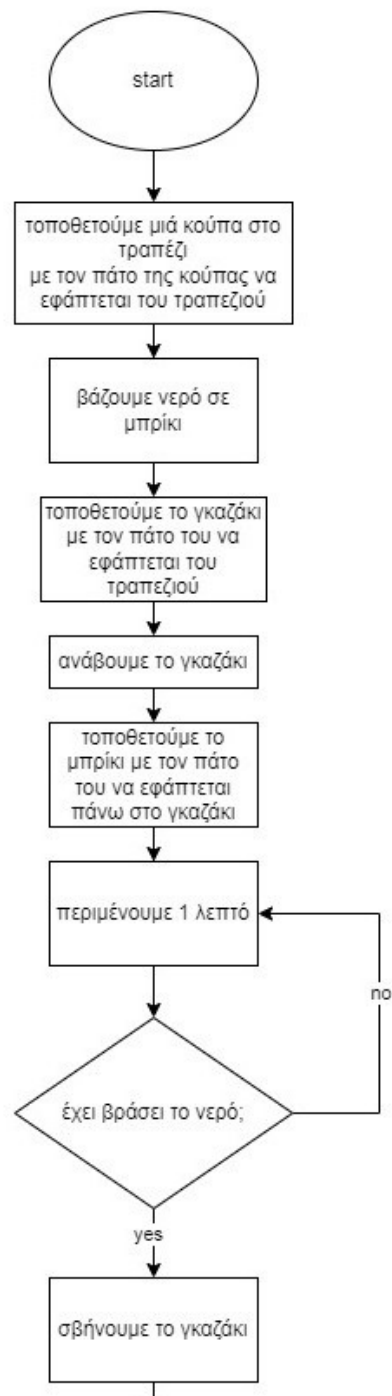 start
τοποθετούμε μιά κούπα στο
τραπέζι
με τον πάτο της κούπας να
εφάπτεται του τραπεζιού
βάζουμε νερό σε
μπρίκι
τοποθετούμε το γκαζάκι
με τον πάτο του να
εφάπτεται του
τραπεζιού
ανάβουμε το γκαζάκι
τοποθετούμε το
μπρίκι με τον πάτο
του να εφάπτεται
πάνω στο γκαζάκι
περιμένουμε 1 λεπτό
no
έχει βράσει το νερό;
yes
σβήνουμε το γκαζάκι